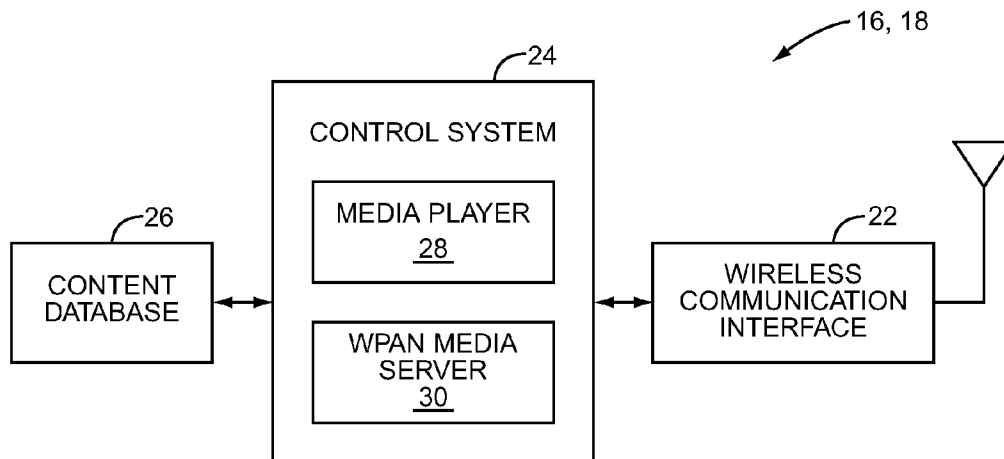 16, 18
24
CONTROL SYSTEM
MEDIA PLAYER
28
WPAN MEDIA
SERVER
30
26
CONTENT
DATABASE
22
WIRELESS
COMMUNICATION
INTERFACE